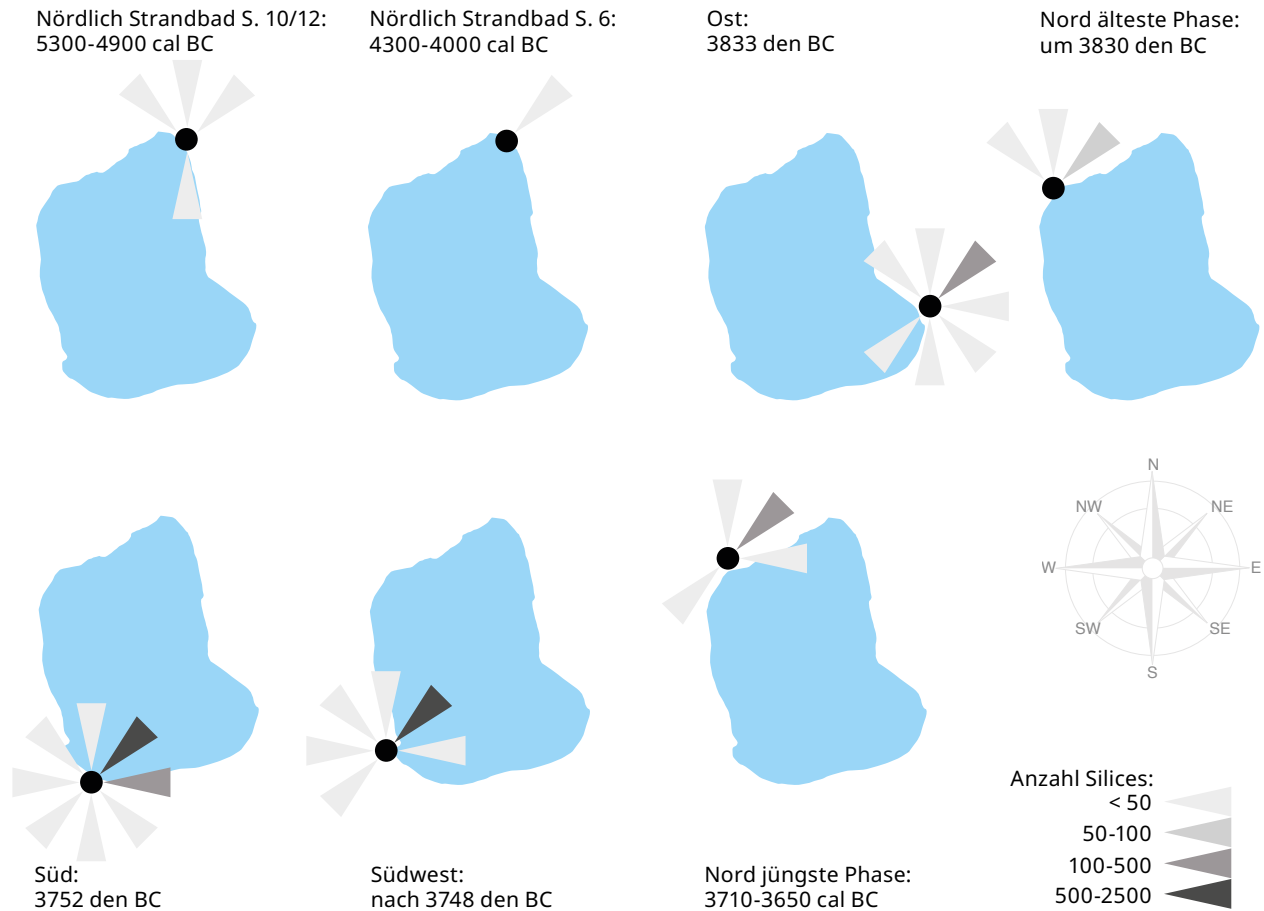 Nördlich Strandbad S. 10/12:
5300-4900 cal BC
Nördlich Strandbad S. 6:
4300-4000 cal BC
Ost:
3833 den BC
Nord älteste Phase:
um 3830 den BC
N
NW
NE
W
E
SW
SE
S
Anzahl Silices:
< 50
50-100
100-500
500-2500
Süd:
3752 den BC
Südwest:
nach 3748 den BC
Nord jüngste Phase:
3710-3650 cal BC